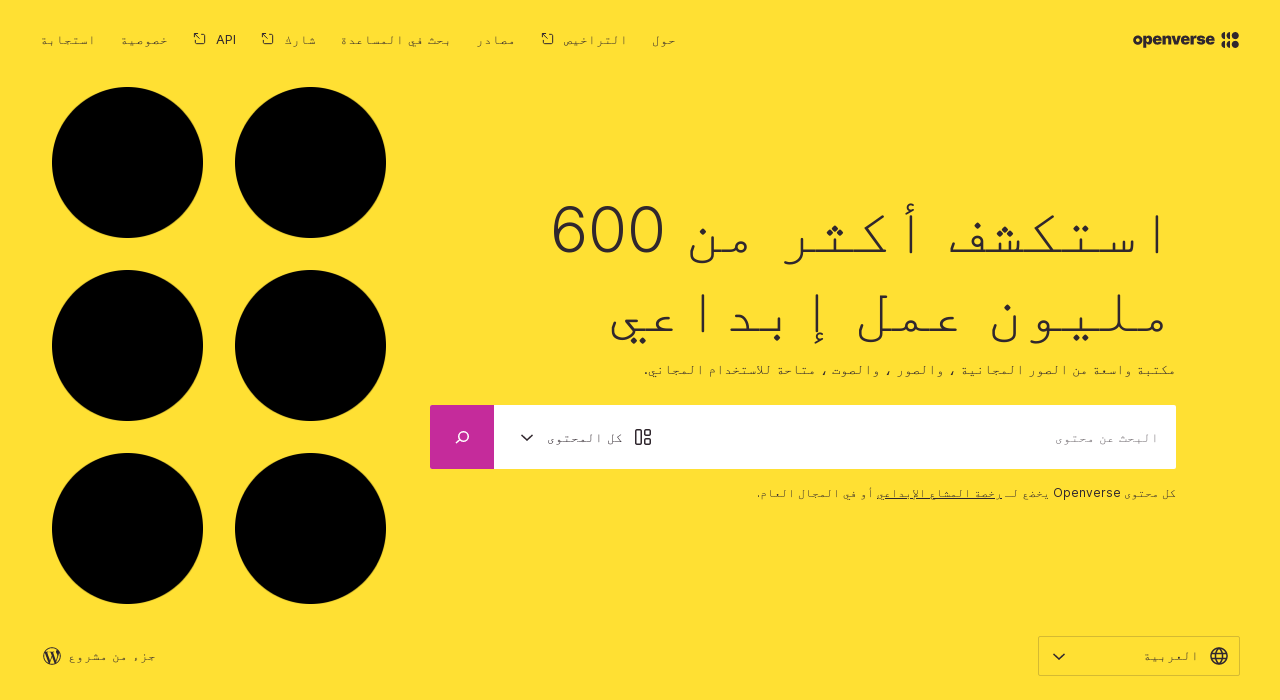 openverse
حول
التراخيص
مصادر
بحث في المساعدة
شارك
API
خصوصية
استجابة
استكشف أكثر من 600
مليون عمل إبداعي
مكتبة واسعة من الصور المجانية ، والصور ، والصوت ، متاحة للاستخدام المجاني.
البحث عن محتوى
كل المحتوى
كل محتوى Openverse يخضع لـ رخصة المشاع الإبداعي أو في المجال العام.
العربية
جزء من مشروع